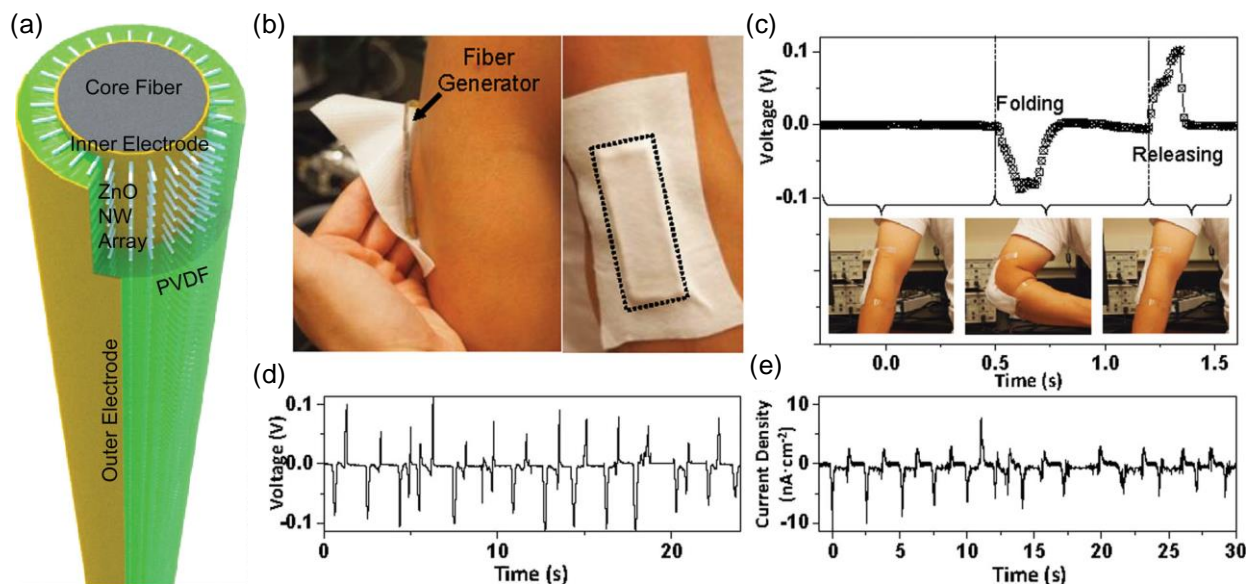 (a)
Core Fiber
Inner Electrode
ZnO
NW
Array
PVDF
Outer Electrode
(b)
Fiber
Generator
(c)
Voltage (V)
0.1
0.0
-0.1
Folding
Releasing
0.0
0.5
1.0
1.5
Time (s)
(d)
Voltage (V)
0.1
0.0
-0.1
0
10
20
Time (s)
(e)
Current Density
(nA·cm-2)
10
0
-10
0
5
10
15
20
25
30
Time (s)